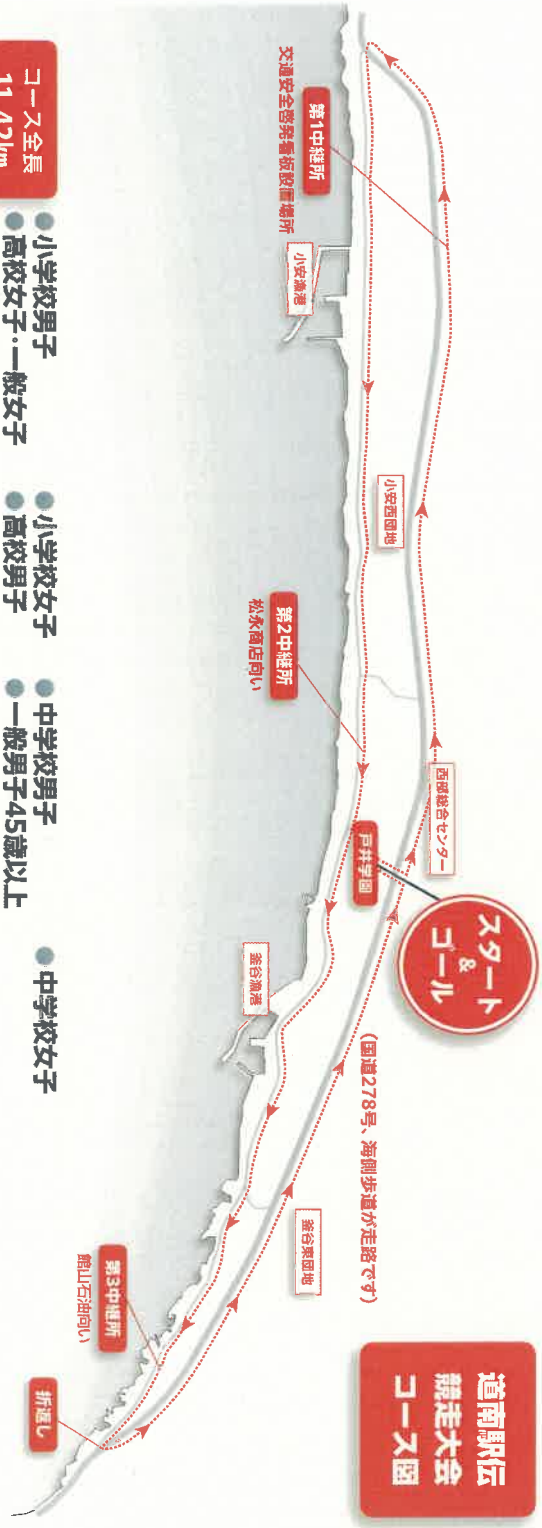 道南駅伝
競走大会
コース図
スタート
&
ゴール
(国道278号、海側歩道が走路です)
西部総合センター
戸井学園
釜谷東団地
小安西団地
第1中継所
交通安全啓発看板設置場所
小安漁港
第2中継所
松永商店向い
釜谷漁港
第3中継所
館山石油向い
折返し
コース全長
11.42km
●小学校男子 ●小学校女子 ●中学校男子 ●中学校女子
●高校女子・一般女子 ●高校男子 ●一般男子45歳以上